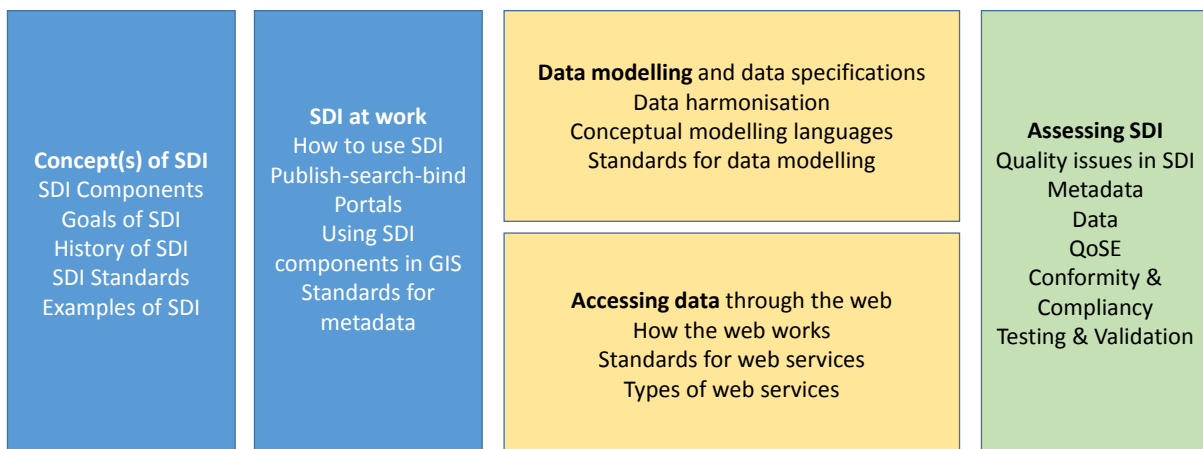 Concept(s) of SDI
SDI Components
Goals of SDI
History of SDI
SDI Standards
Examples of SDI
SDI at work
How to use SDI
Publish-search-bind
Portals
Using SDI
components in GIS
Standards for
metadata
Data modelling and data specifications
Data harmonisation
Conceptual modelling languages
Standards for data modelling
Accessing data through the web
How the web works
Standards for web services
Types of web services
Assessing SDI
Quality issues in SDI
Metadata
Data
QoSE
Conformity &
Compliancy
Testing & Validation